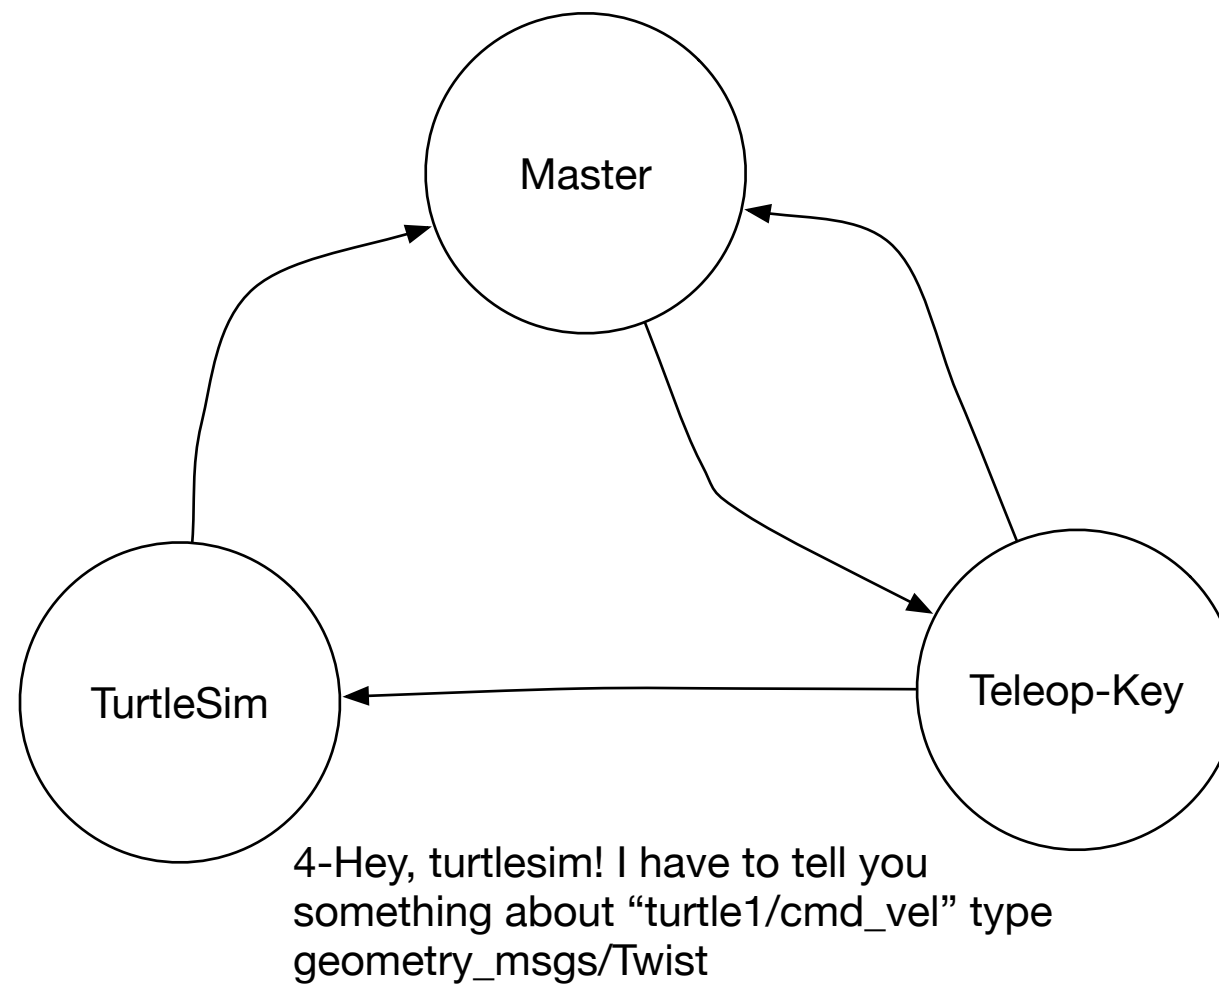 Master
TurtleSim
Teleop-Key
4-Hey, turtlesim! I have to tell you
something about “turtle1/cmd_vel” type
geometry_msgs/Twist